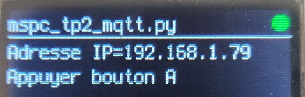 mspc_tp2_mqtt.py
Adresse IP=192.168.1.79
Appuyer bouton A